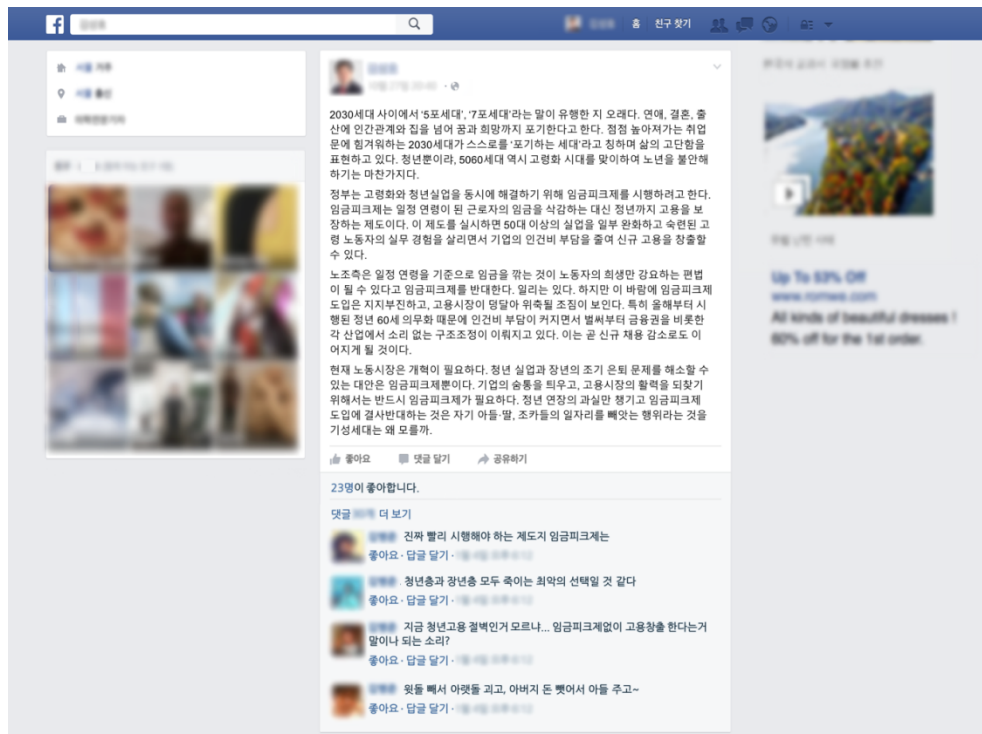 f
홈 친구 찾기
2030세대 사이에서 '5포세대', '7포세대'라는 말이 유행한 지 오래다. 연애, 결혼, 출
산에 인간관계와 집을 넘어 꿈과 희망까지 포기한다고 한다. 점점 높아져가는 취업
문에 힘겨워하는 2030세대가 스스로를 '포기하는 세대'라고 칭하며 삶의 고단함을
표현하고 있다. 청년뿐이랴, 5060세대 역시 고령화 시대를 맞이하여 노년을 불안해
하기는 마찬가지다.
정부는 고령화와 청년실업을 동시에 해결하기 위해 임금피크제를 시행하려고 한다.
임금피크제는 일정 연령이 된 근로자의 임금을 삭감하는 대신 정년까지 고용을 보
장하는 제도이다. 이 제도를 실시하면 50대 이상의 실업을 일부 완화하고 숙련된 고
령 노동자의 실무 경험을 살리면서 기업의 인건비 부담을 줄여 신규 고용을 창출할
수 있다.
노조측은 일정 연령을 기준으로 임금을 깎는 것이 노동자의 희생만 강요하는 편법
이 될 수 있다고 임금피크제를 반대한다. 일리는 있다. 하지만 이 바람에 임금피크제
도입은 지지부진하고, 고용시장이 덩달아 위축될 조짐이 보인다. 특히 올해부터 시
행된 정년 60세 의무화 때문에 인건비 부담이 커지면서 벌써부터 금융권을 비롯한
각 산업에서 소리 없는 구조조정이 이뤄지고 있다. 이는 곧 신규 채용 감소로도 이
어지게 될 것이다.
현재 노동시장은 개혁이 필요하다. 청년 실업과 장년의 조기 은퇴 문제를 해소할 수
있는 대안은 임금피크제뿐이다. 기업의 숨통을 틔우고, 고용시장의 활력을 되찾기
위해서는 반드시 임금피크제가 필요하다. 정년 연장의 과실만 챙기고 임금피크제
도입에 결사반대하는 것은 자기 아들·딸, 조카들의 일자리를 빼앗는 행위라는 것을
기성세대는 왜 모를까.
좋아요 댓글 달기 공유하기
23명이 좋아합니다.
댓글 더 보기
진짜 빨리 시행해야 하는 제도지 임금피크제는
좋아요 · 답글 달기 ·
청년층과 장년층 모두 죽이는 최악의 선택일 것 같다
좋아요 · 답글 달기 ·
지금 청년고용 절벽인거 모르냐... 임금피크제없이 고용창출 한다는거
말이나 되는 소리?
좋아요 · 답글 달기 ·
윗돌 빼서 아랫돌 괴고, 아버지 돈 뺏어서 아들 주고~
좋아요 · 답글 달기 ·
Up To 53% Off
www.romwe.com
All kinds of beautiful dresses !
60% off for the 1st order.